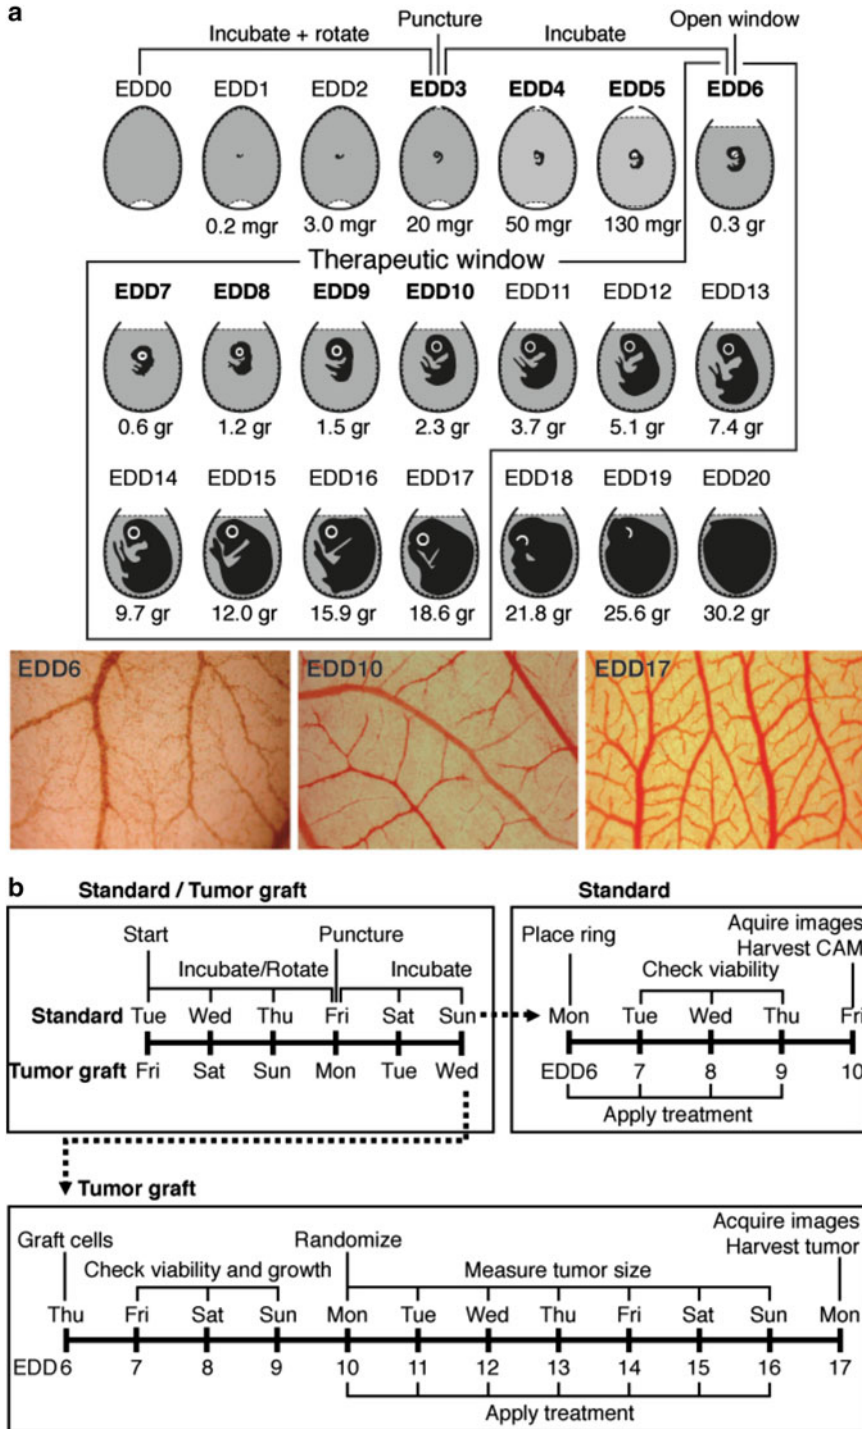 a
Puncture
Open window
Incubate + rotate
Incubate
EDD0 EDD1 EDD2 EDD3 EDD4 EDD5 EDD6
0.2 mgr 3.0 mgr 20 mgr 50 mgr 130 mgr 0.3 gr
Therapeutic window
EDD7 EDD8 EDD9 EDD10 EDD11 EDD12 EDD13
0.6 gr 1.2 gr 1.5 gr 2.3 gr 3.7 gr 5.1 gr 7.4 gr
EDD14 EDD15 EDD16 EDD17 EDD18 EDD19 EDD20
9.7 gr 12.0 gr 15.9 gr 18.6 gr 21.8 gr 25.6 gr 30.2 gr
EDD6 EDD10 EDD17
b
Standard / Tumor graft
Start
Puncture
Incubate/Rotate
Incubate
Standard Tue Wed Thu Fri Sat Sun
Tumor graft Fri Sat Sun Mon Tue Wed
Standard
Place ring
Aquire images
Harvest CAM
Check viability
Mon Tue Wed Thu Fri
EDD6 7 8 9 10
Apply treatment
Tumor graft
Graft cells
Randomize
Acquire images
Harvest tumor
Check viability and growth
Measure tumor size
Thu Fri Sat Sun Mon Tue Wed Thu Fri Sat Sun Mon
EDD 6 7 8 9 10 11 12 13 14 15 16 17
Apply treatment